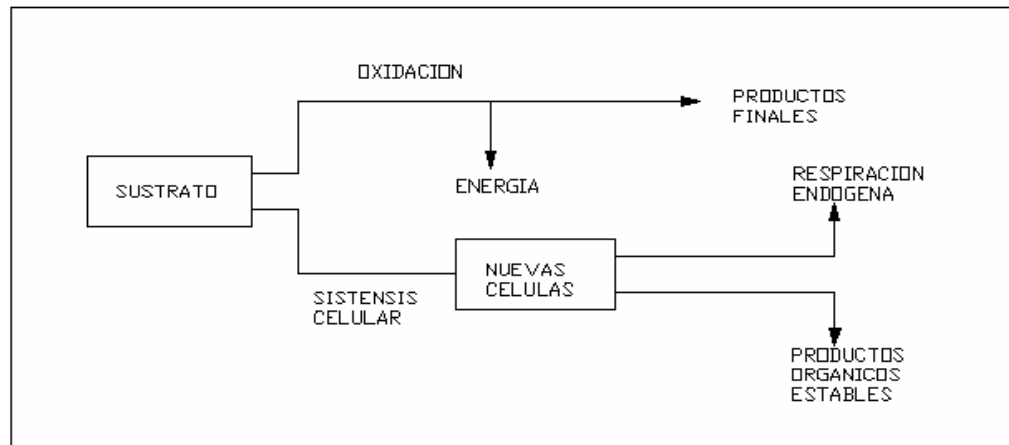 OXIDACION
PRODUCTOS
FINALES
SUSTRATO
ENERGIA
RESPIRACION
ENDOGENA
NUEVAS
CELULAS
SISTENSIS
CELULAR
PRODUCTOS
ORGANICOS
ESTABLES